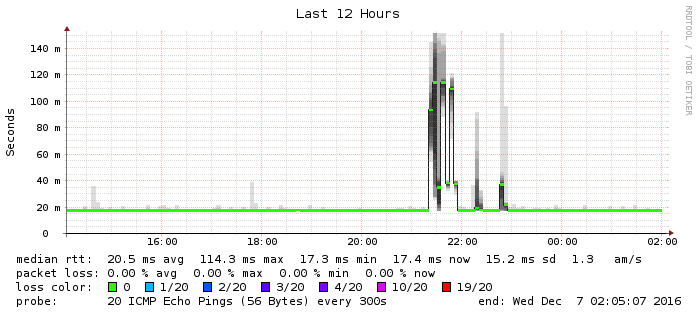 Last 12 Hours
RRDTOOL / TOBI OETIKER
Seconds
140 m
120 m
100 m
80 m
60 m
40 m
20 m
0
16:00 18:00 20:00 22:00 00:00 02:00
median rtt: 20.5 ms avg 114.3 ms max 17.3 ms min 17.4 ms now 15.2 ms sd 1.3 am/s
packet loss: 0.00 % avg 0.00 % max 0.00 % min 0.00 % now
loss color: 0 1/20 2/20 3/20 4/20 10/20 19/20
probe: 20 ICMP Echo Pings (56 Bytes) every 300s end: Wed Dec 7 02:05:07 2016